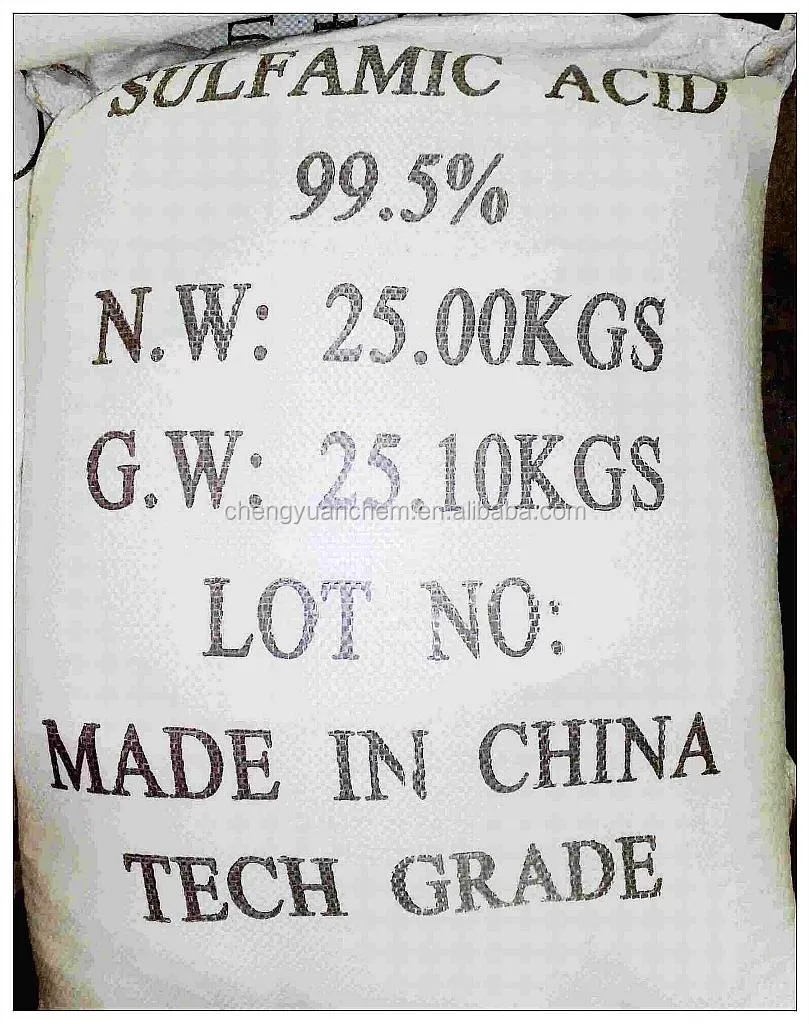 SULFAMIC ACID
99.5%
N.W: 25.00KGS
G.W: 25.10KGS
chengyuanchem.en.alibaba.com
LOT NO:
MADE IN CHINA
TECH GRADE